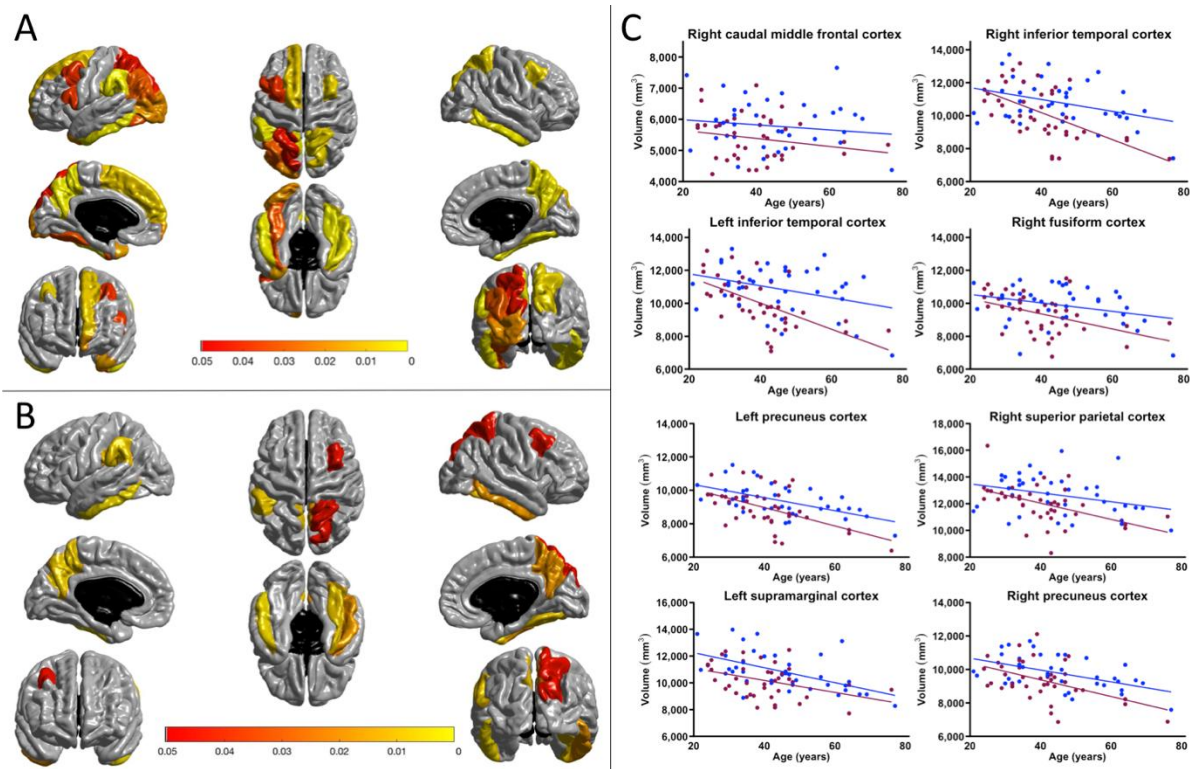 A
0.05 0.04 0.03 0.02 0.01 0
B
0.05 0.04 0.03 0.02 0.01 0
C
Right caudal middle frontal cortex
Volume (mm³)
8,000
7,000
6,000
5,000
4,000
20 40 60 80
Age (years)
Right inferior temporal cortex
Volume (mm³)
14,000
12,000
10,000
8,000
6,000
20 40 60 80
Age (years)
Left inferior temporal cortex
Volume (mm³)
14,000
12,000
10,000
8,000
6,000
20 40 60 80
Age (years)
Right fusiform cortex
Volume (mm³)
14,000
12,000
10,000
8,000
6,000
20 40 60 80
Age (years)
Left precuneus cortex
Volume (mm³)
14,000
12,000
10,000
8,000
6,000
20 40 60 80
Age (years)
Right superior parietal cortex
Volume (mm³)
18,000
16,000
14,000
12,000
10,000
8,000
6,000
20 40 60 80
Age (years)
Left supramarginal cortex
Volume (mm³)
16,000
14,000
12,000
10,000
8,000
6,000
20 40 60 80
Age (years)
Right precuneus cortex
Volume (mm³)
14,000
12,000
10,000
8,000
6,000
20 40 60 80
Age (years)